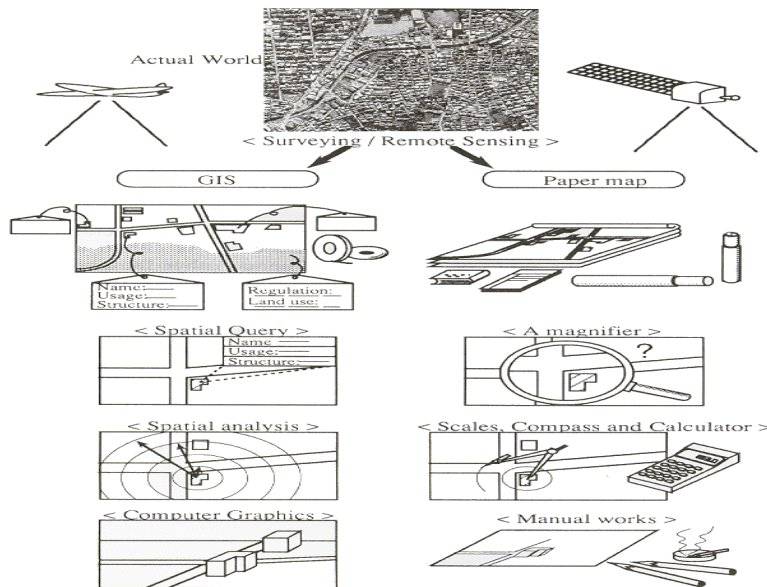 Actual World
< Surveying / Remote Sensing >
GIS
Paper map
Name:
Usage:
Structure:
Regulation:
Land use:
< Spatial Query >
Name
Usage:
Structure:
< A magnifier >
?
< Spatial analysis >
< Scales, Compass and Calculator >
< Computer Graphics >
< Manual works >